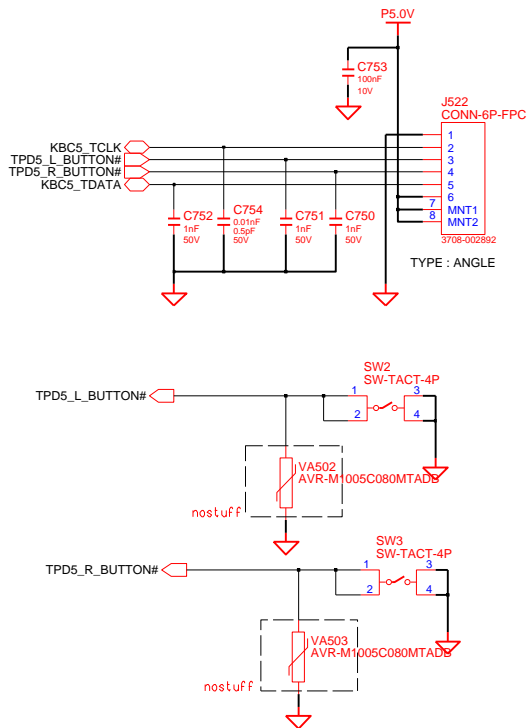 P5.0V
C753
100nF
10V
J522
CONN-6P-FPC
1
KBC5_TCLK
2
TPD5_L_BUTTON#
3
TPD5_R_BUTTON#
4
KBC5_TDATA
5
6
7
MNT1
8
MNT2
3708-002892
TYPE : ANGLE
C752
1nF
50V
C754
0.01nF
0.5pF
50V
C751
1nF
50V
C750
1nF
50V
SW2
SW-TACT-4P
TPD5_L_BUTTON#
1
3
2
4
VA502
AVR-M1005C080MTADB
nostuff
SW3
SW-TACT-4P
TPD5_R_BUTTON#
1
3
2
4
VA503
AVR-M1005C080MTADB
nostuff